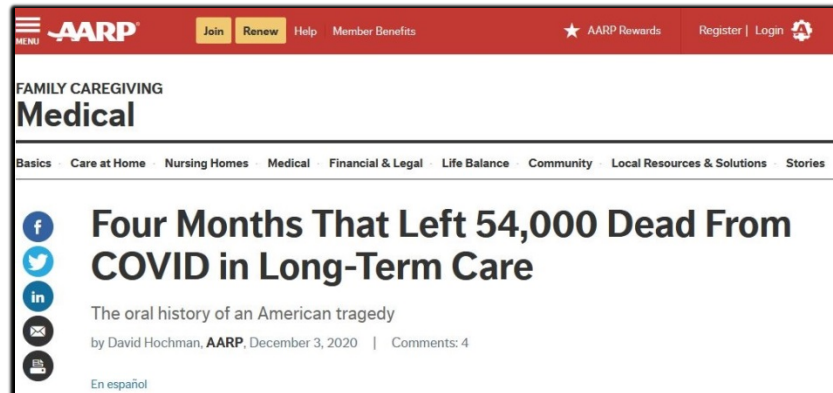 MENU AARP® Join Renew Help Member Benefits AARP Rewards Register | Login
FAMILY CAREGIVING
Medical
Basics Care at Home Nursing Homes Medical Financial & Legal Life Balance Community Local Resources & Solutions Stories
Four Months That Left 54,000 Dead From
COVID in Long-Term Care
The oral history of an American tragedy
by David Hochman, AARP, December 3, 2020 | Comments: 4
En español